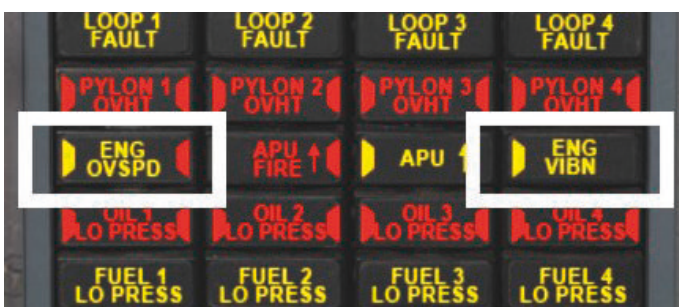 LOOP 1
FAULT
LOOP 2
FAULT
LOOP 3
FAULT
LOOP 4
FAULT
PYLON 1
OVHT
PYLON 2
OVHT
PYLON 3
OVHT
PYLON 4
OVHT
ENG
OVSPD
APU
FIRE ↑
APU ↑
ENG
VIBN
OIL 1
LO PRESS
OIL 2
LO PRESS
OIL 3
LO PRESS
OIL 4
LO PRESS
FUEL 1
LO PRESS
FUEL 2
LO PRESS
FUEL 3
LO PRESS
FUEL 4
LO PRESS